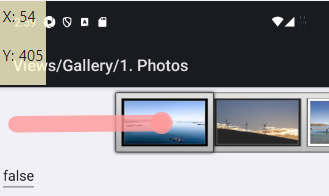 X: 54
Y: 405
Views/Gallery/1. Photos
false